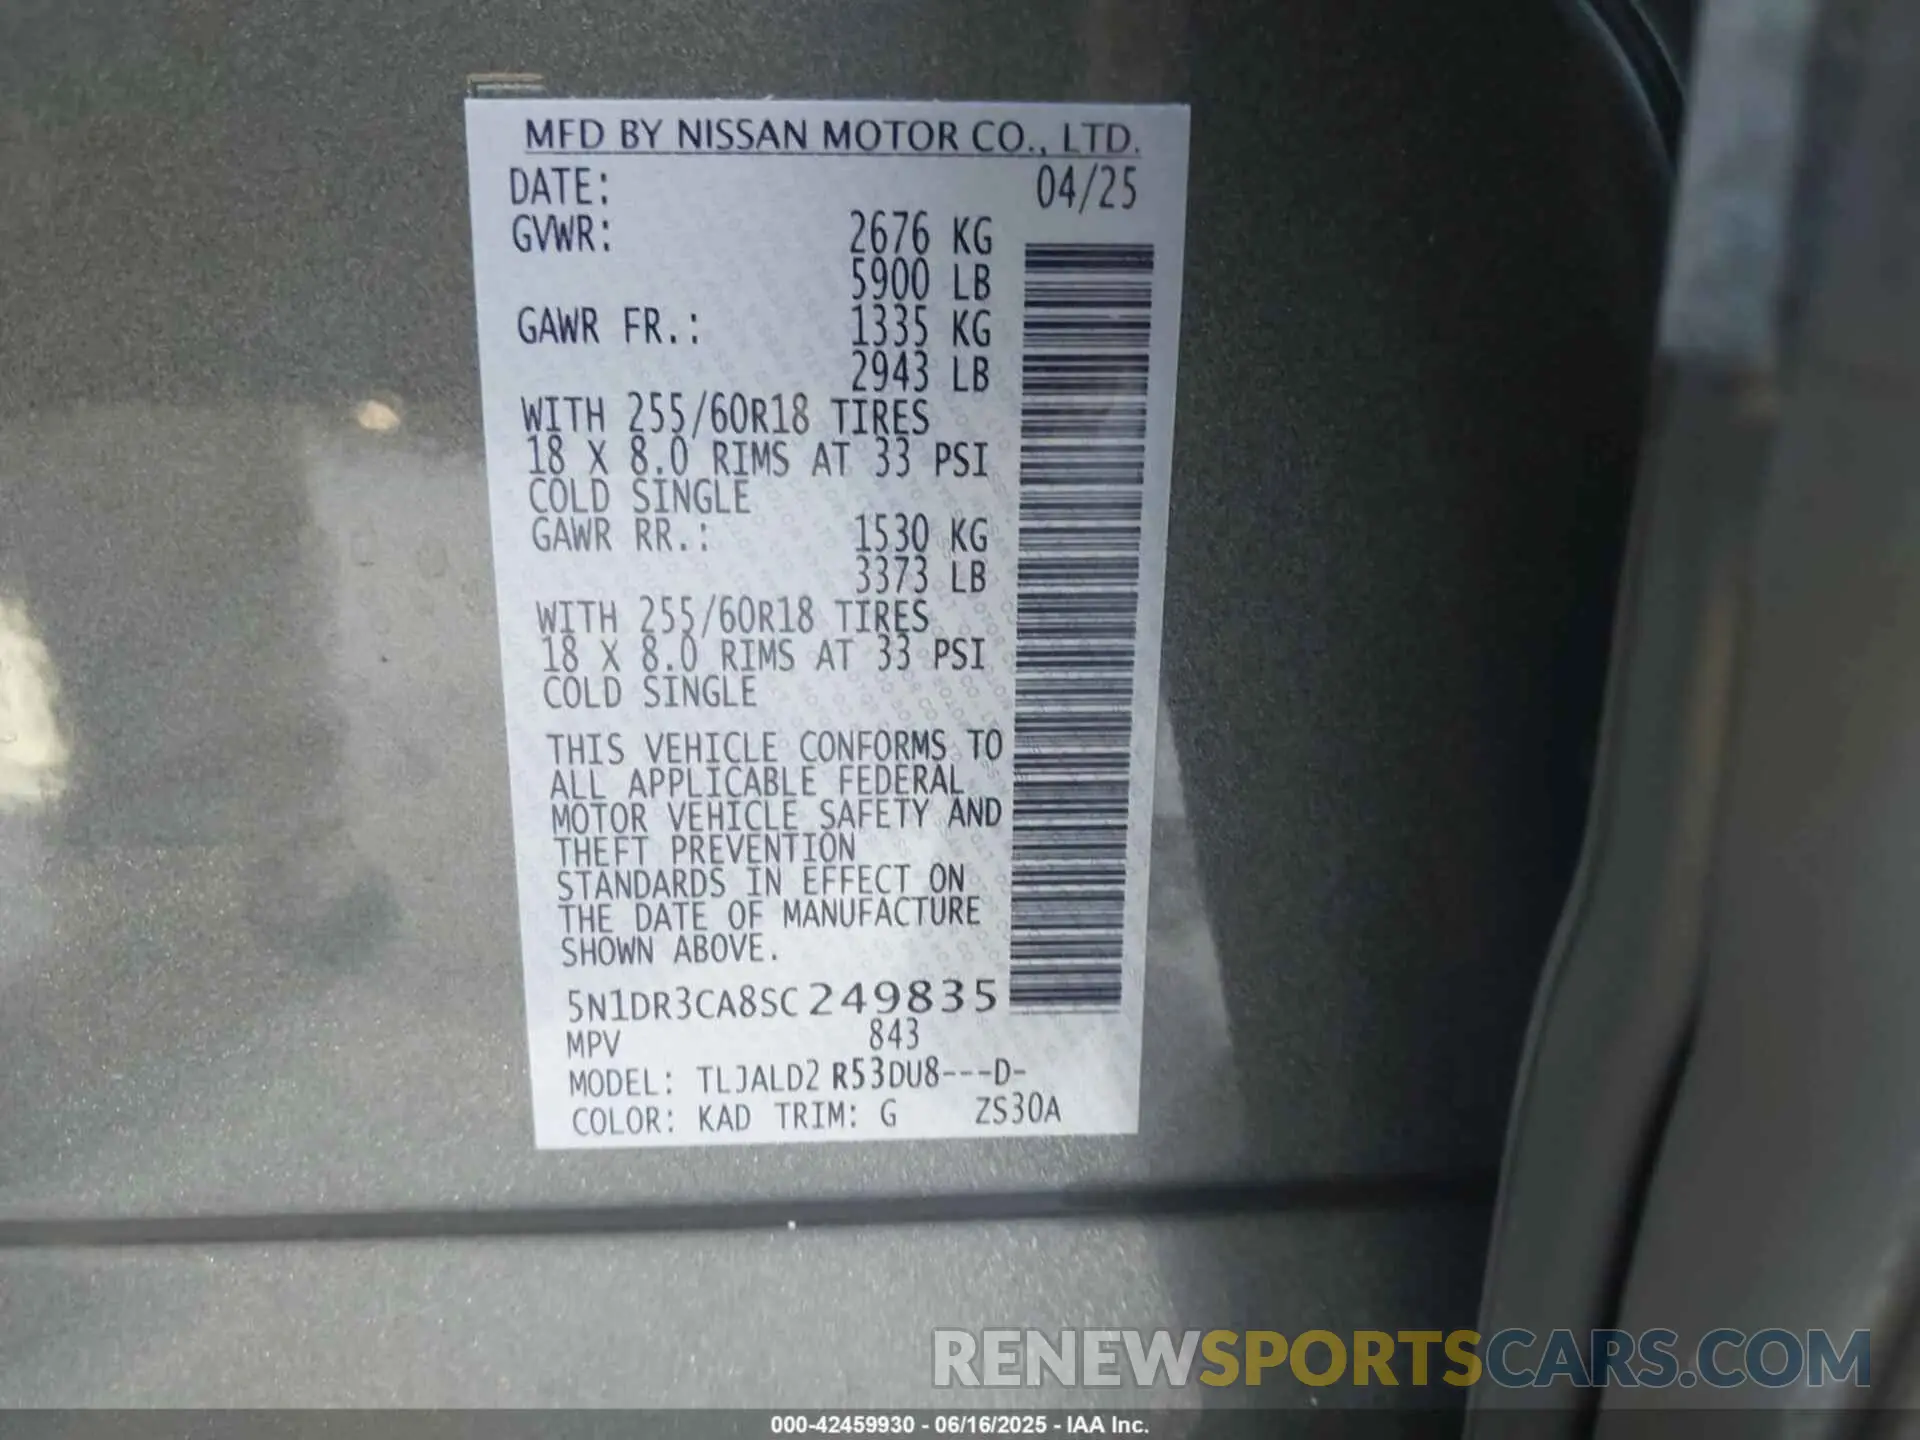 MFD BY NISSAN MOTOR CO., LTD.
DATE: 04/25
GVWR: 2676 KG
5900 LB
GAWR FR.: 1335 KG
2943 LB
WITH 255/60R18 TIRES
18 X 8.0 RIMS AT 33 PSI
COLD SINGLE
GAWR RR.: 1530 KG
3373 LB
WITH 255/60R18 TIRES
18 X 8.0 RIMS AT 33 PSI
COLD SINGLE
THIS VEHICLE CONFORMS TO
ALL APPLICABLE FEDERAL
MOTOR VEHICLE SAFETY AND
THEFT PREVENTION
STANDARDS IN EFFECT ON
THE DATE OF MANUFACTURE
SHOWN ABOVE.
5N1DR3CA8SC249835
MPV 843
MODEL: TLJALD2 R53DU8---D-
COLOR: KAD TRIM: G ZS30A
RENEWSPORTSCARS.COM
000-42459930 - 06/16/2025 - IAA Inc.